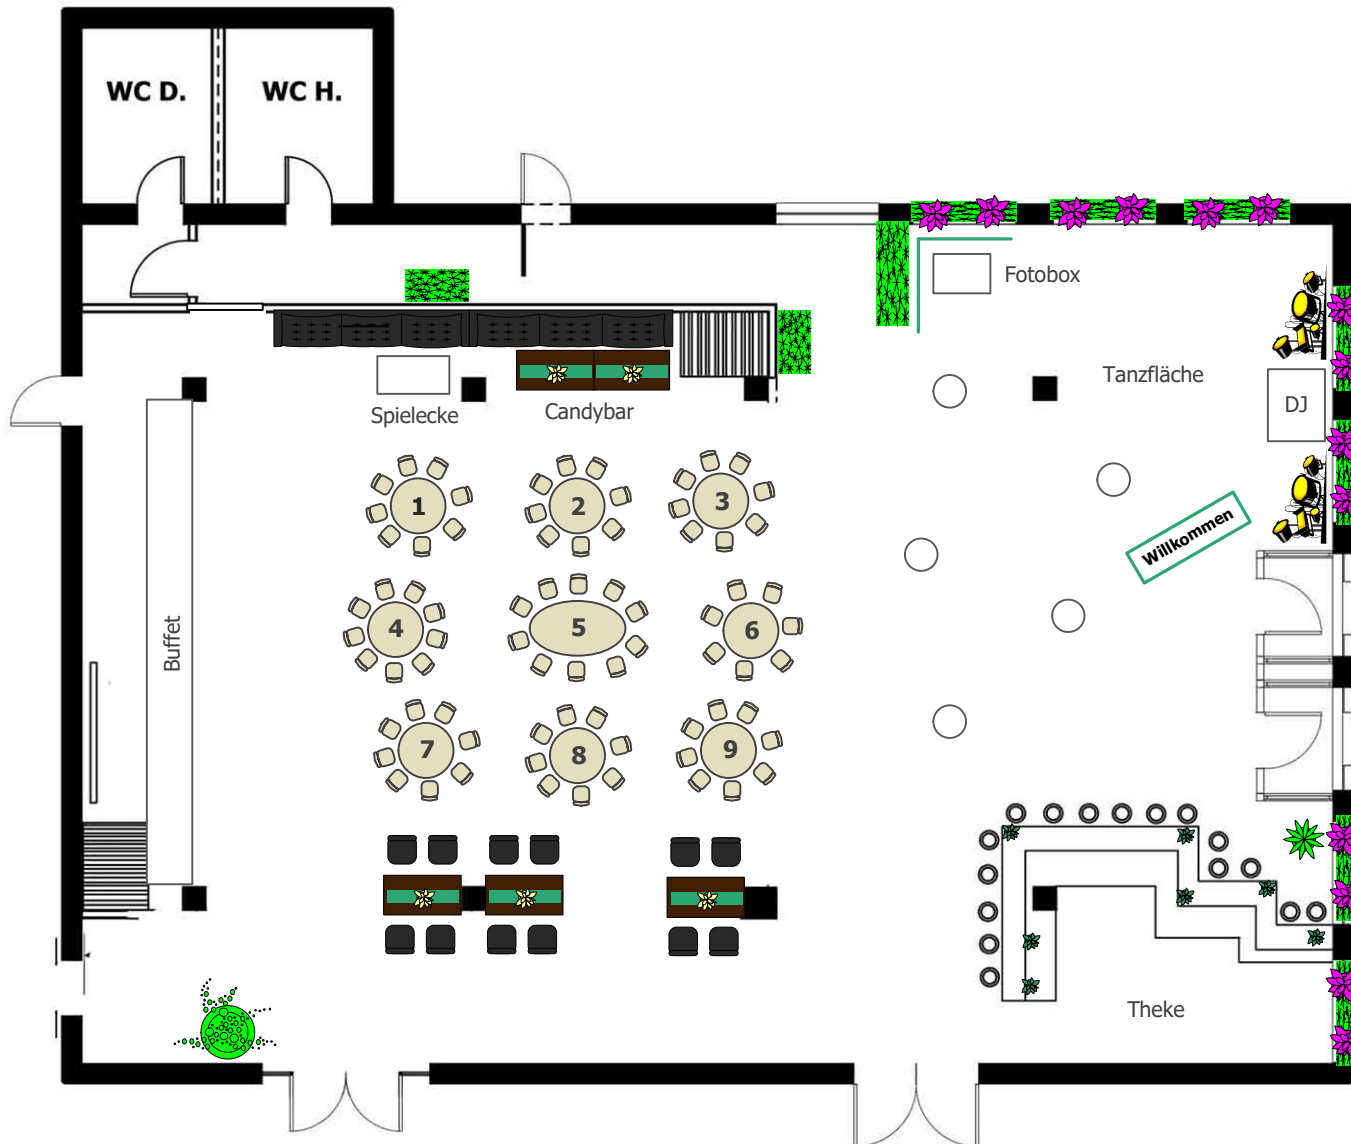 WC D.
WC H.
Fotobox
Tanzfläche
Spielecke
Candybar
DJ
1
2
3
Willkommen
4
5
6
Buffet
7
8
9
Theke